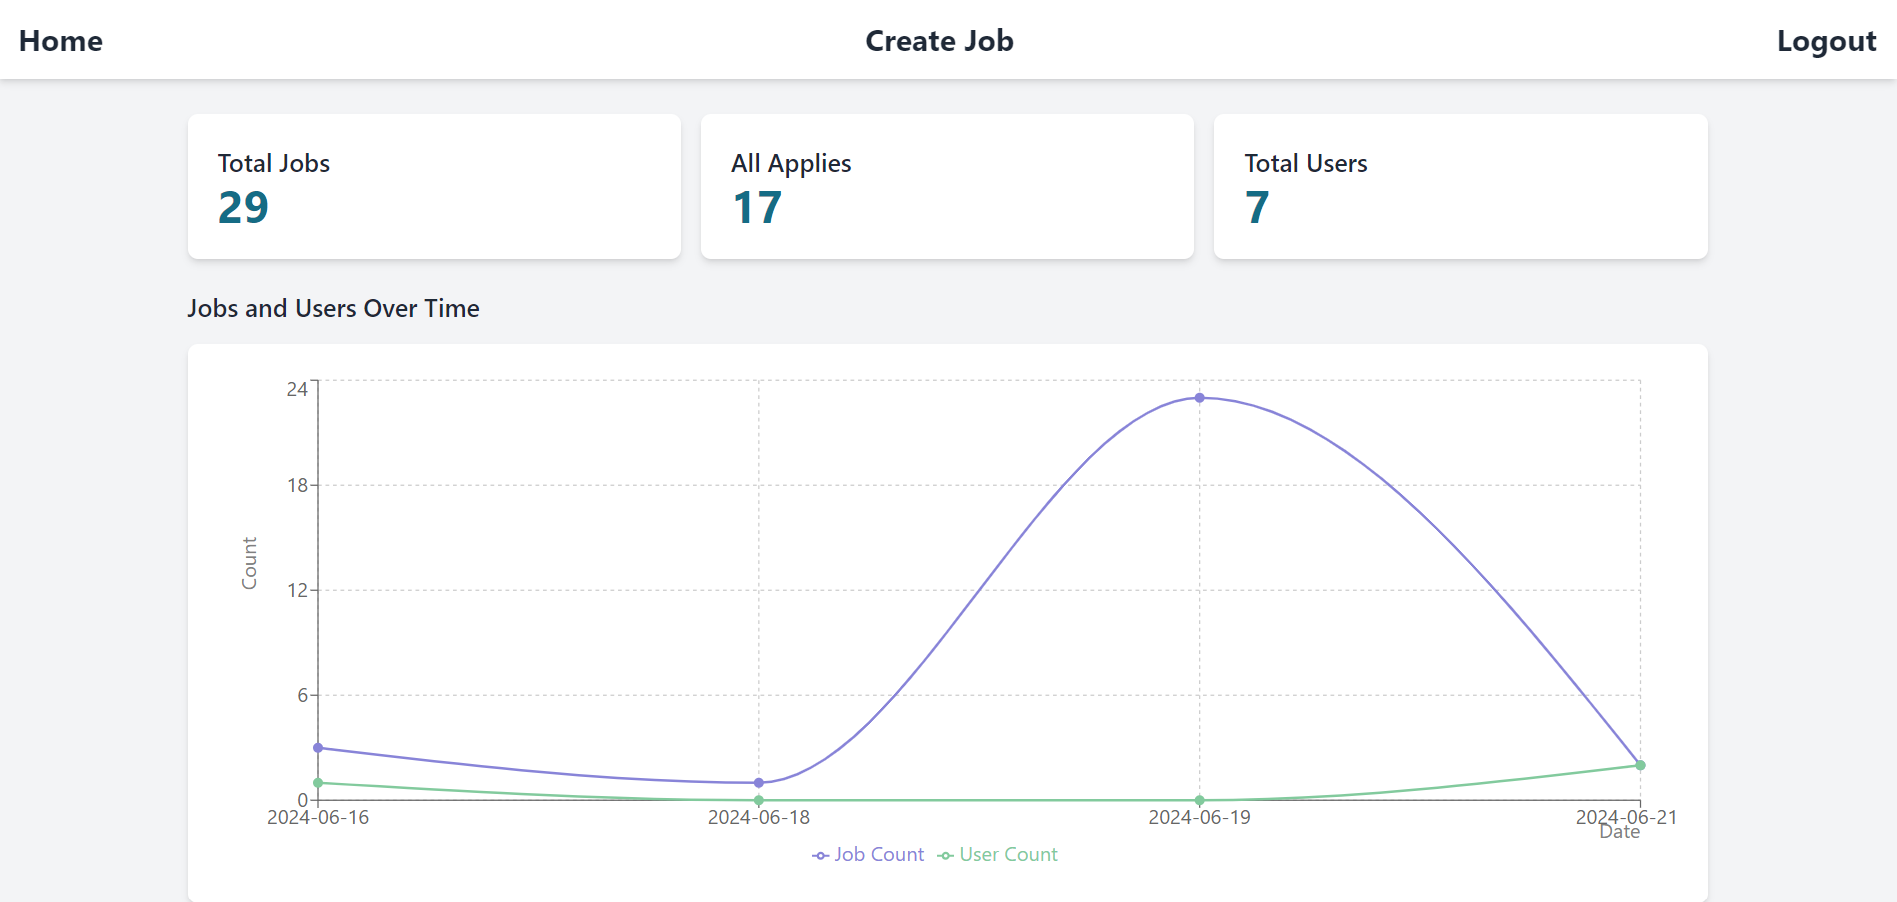 Home Create Job Logout
Total Jobs
29
All Applies
17
Total Users
7
Jobs and Users Over Time
24
18
12
6
0
Count
2024-06-16 2024-06-18 2024-06-19 2024-06-21
Date
Job Count User Count